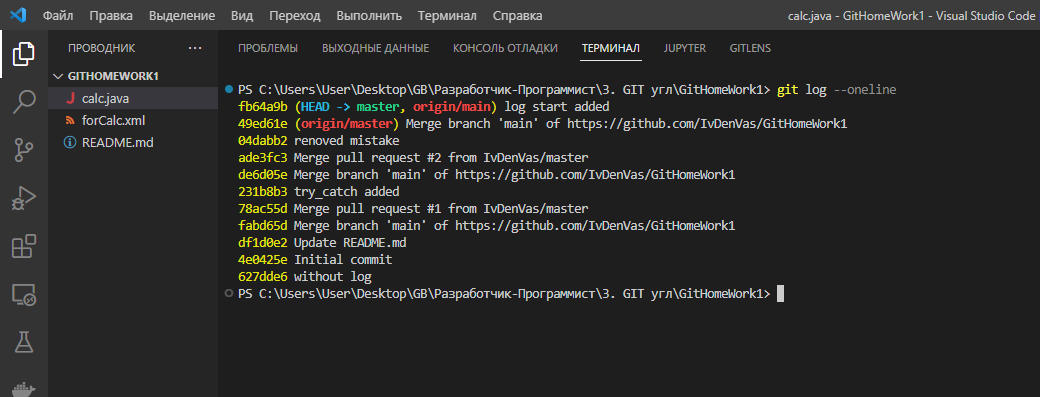 Файл Правка Выделение Вид Переход Выполнить Терминал Справка calc.java - GitHomeWork1 - Visual Studio Code
ПРОВОДНИК ... ПРОБЛЕМЫ ВЫХОДНЫЕ ДАННЫЕ КОНСОЛЬ ОТЛАДКИ ТЕРМИНАЛ JUPYTER GITLENS
GITHOMEWORK1
J calc.java
forCalc.xml
README.md
PS C:\Users\User\Desktop\GB\Разработчик-Программист\3. GIT угл\GitHomeWork1> git log --oneline
fb64a9b (HEAD -> master, origin/main) log start added
49ed61e (origin/master) Merge branch 'main' of https://github.com/IvDenVas/GitHomeWork1
04dabb2 renoved mistake
ade3fc3 Merge pull request #2 from IvDenVas/master
de6d05e Merge branch 'main' of https://github.com/IvDenVas/GitHomeWork1
231b8b3 try_catch added
78ac55d Merge pull request #1 from IvDenVas/master
fabd65d Merge branch 'main' of https://github.com/IvDenVas/GitHomeWork1
df1d0e2 Update README.md
4e0425e Initial commit
627dde6 without log
PS C:\Users\User\Desktop\GB\Разработчик-Программист\3. GIT угл\GitHomeWork1>